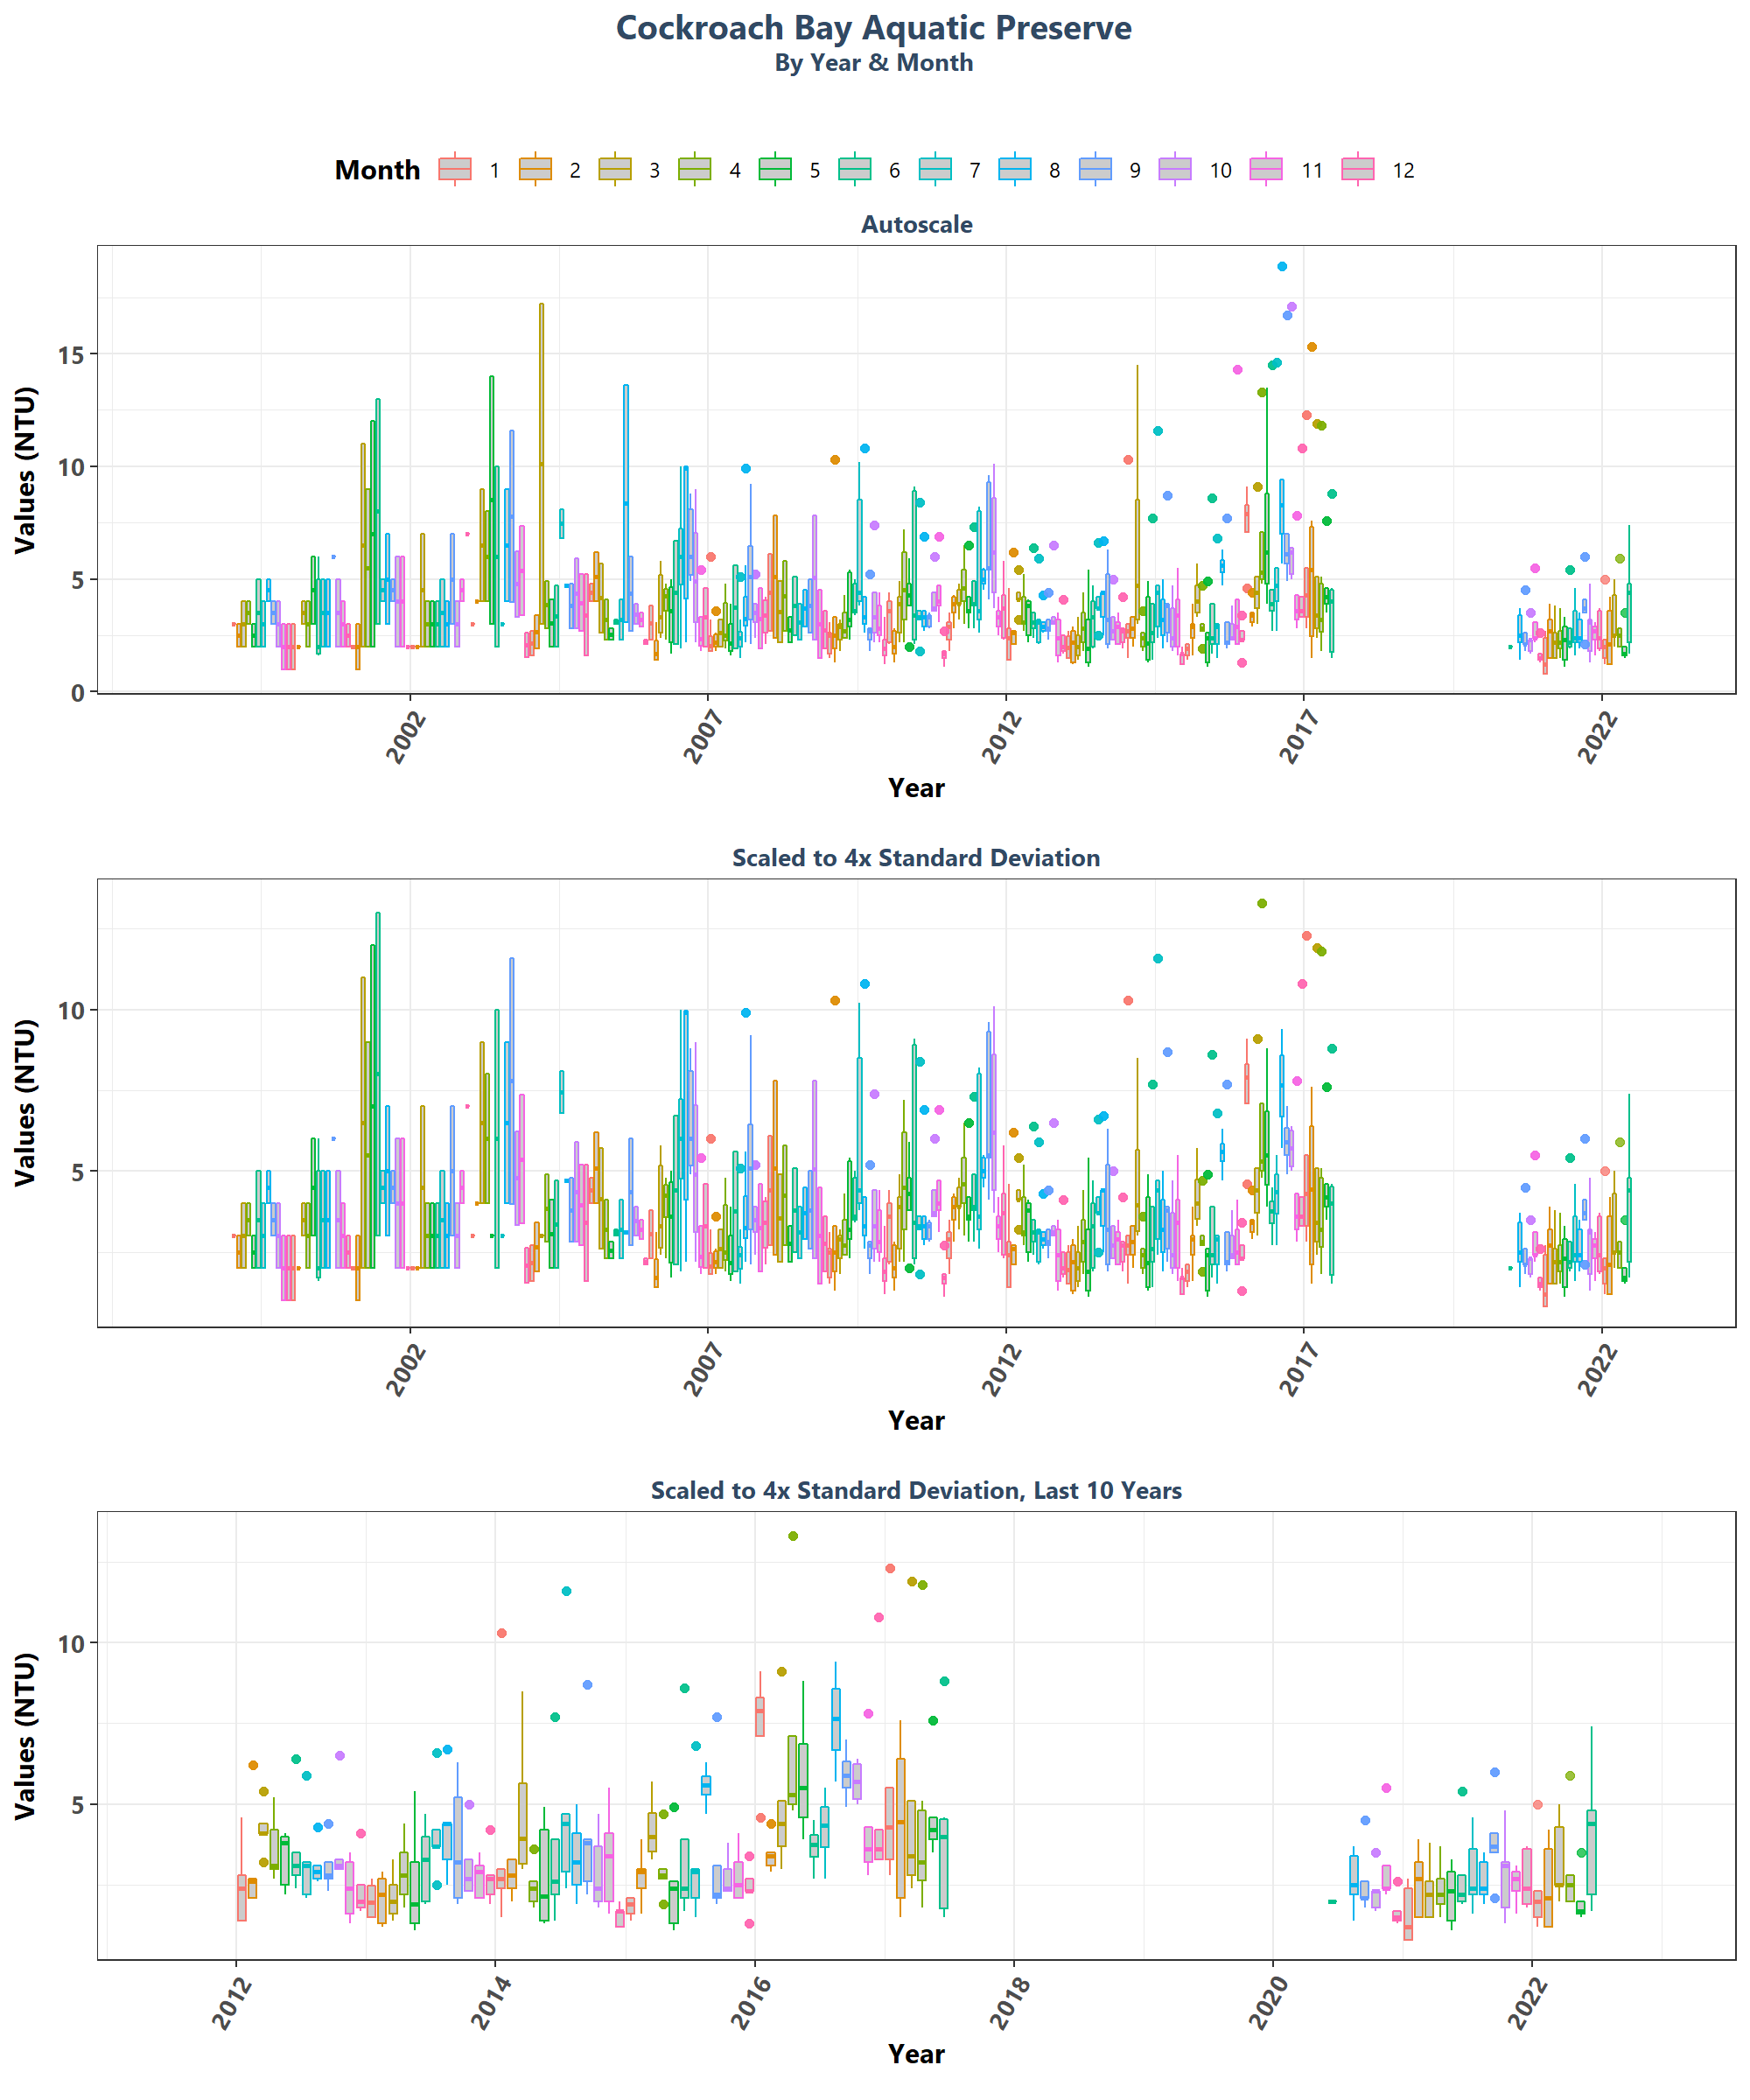 Cockroach Bay Aquatic Preserve
By Year & Month
Month 1 2 3 4 5 6 7 8 9 10 11 12
Autoscale
Values (NTU)
15
10
5
0
2002 2007 2012 2017 2022
Year
Scaled to 4x Standard Deviation
Values (NTU)
10
5
2002 2007 2012 2017 2022
Year
Scaled to 4x Standard Deviation, Last 10 Years
Values (NTU)
10
5
2012 2014 2016 2018 2020 2022
Year